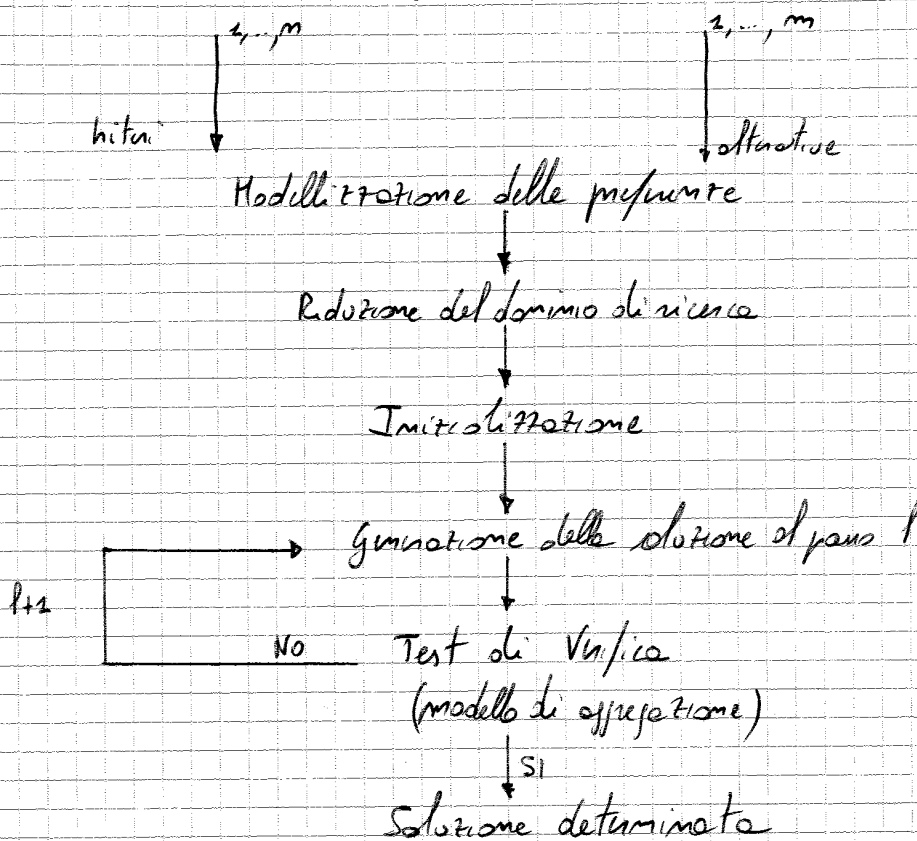 1,..,n
1, ..., m
criteri
alternative
Modellizzazione delle preferenze
Riduzione del dominio di ricerca
Inizializzazione
Generazione della soluzione al passo l
l+1
No
Test di Verifica
(modello di aggregazione)
SI
Soluzione determinata